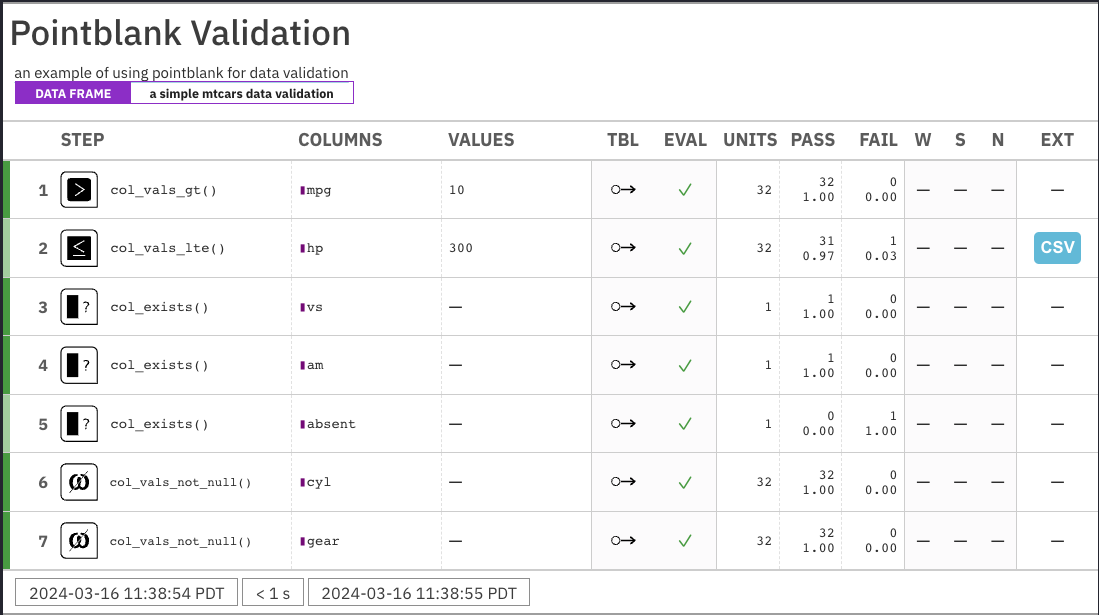 Pointblank Validation
an example of using pointblank for data validation
DATA FRAME a simple mtcars data validation
STEP COLUMNS VALUES TBL EVAL UNITS PASS FAIL W S N EXT
1 > col_vals_gt() mpg 10 ○→ ✓ 32 32 0 — — — —
1.00 0.00
2 ≤ col_vals_lte() hp 300 ○→ ✓ 32 31 1 — — — CSV
0.97 0.03
3 ? col_exists() vs — ○→ ✓ 1 1 0 — — — —
1.00 0.00
4 ? col_exists() am — ○→ ✓ 1 1 0 — — — —
1.00 0.00
5 ? col_exists() absent — ○→ ✓ 1 0 1 — — — —
0.00 1.00
6 col_vals_not_null() cyl — ○→ ✓ 32 32 0 — — — —
1.00 0.00
7 col_vals_not_null() gear — ○→ ✓ 32 32 0 — — — —
1.00 0.00
2024-03-16 11:38:54 PDT < 1 s 2024-03-16 11:38:55 PDT